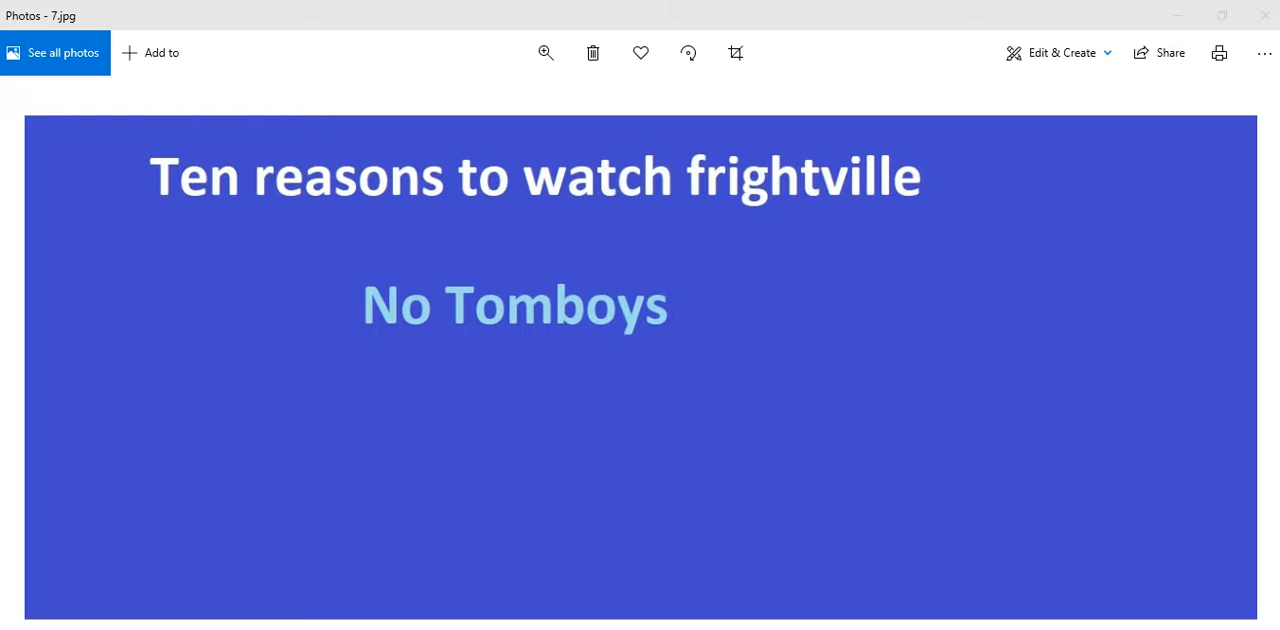 Photos - 7.jpg
See all photos Add to Edit & Create Share
Ten reasons to watch frightville
No Tomboys